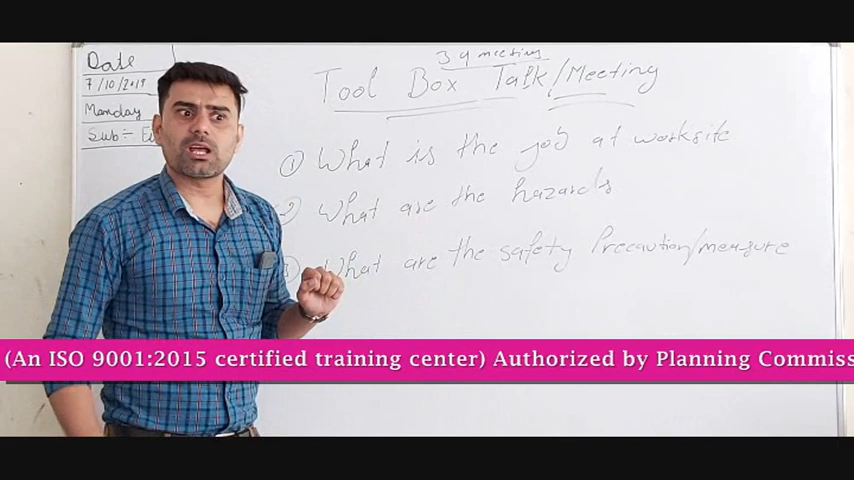 Date
7/10/2019
Manday
Sub:-
3 q meeting
Tool Box Talk/Meeting
① What is the job at worksite
② What are the hazards
③ What are the safety Precaution/measure
(An ISO 9001:2015 certified training center) Authorized by Planning Commiss